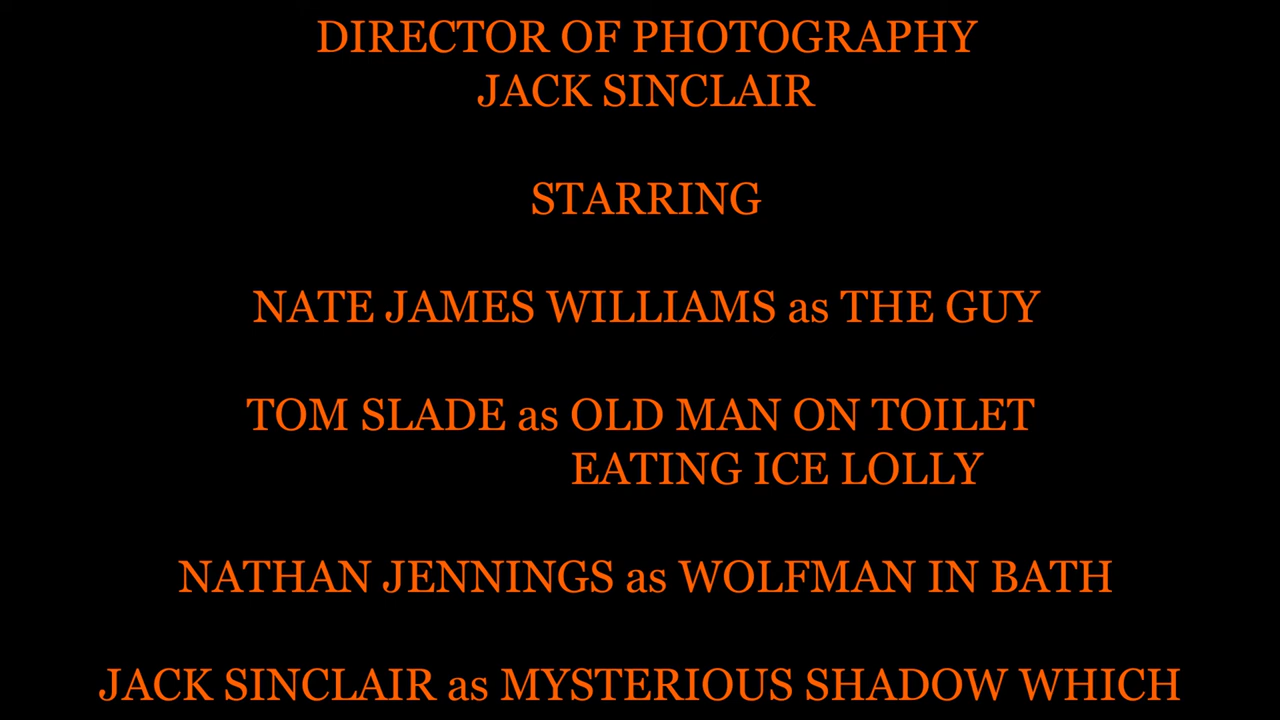 DIRECTOR OF PHOTOGRAPHY
JACK SINCLAIR
STARRING
NATE JAMES WILLIAMS as THE GUY
TOM SLADE as OLD MAN ON TOILET
EATING ICE LOLLY
NATHAN JENNINGS as WOLFMAN IN BATH
JACK SINCLAIR as MYSTERIOUS SHADOW WHICH